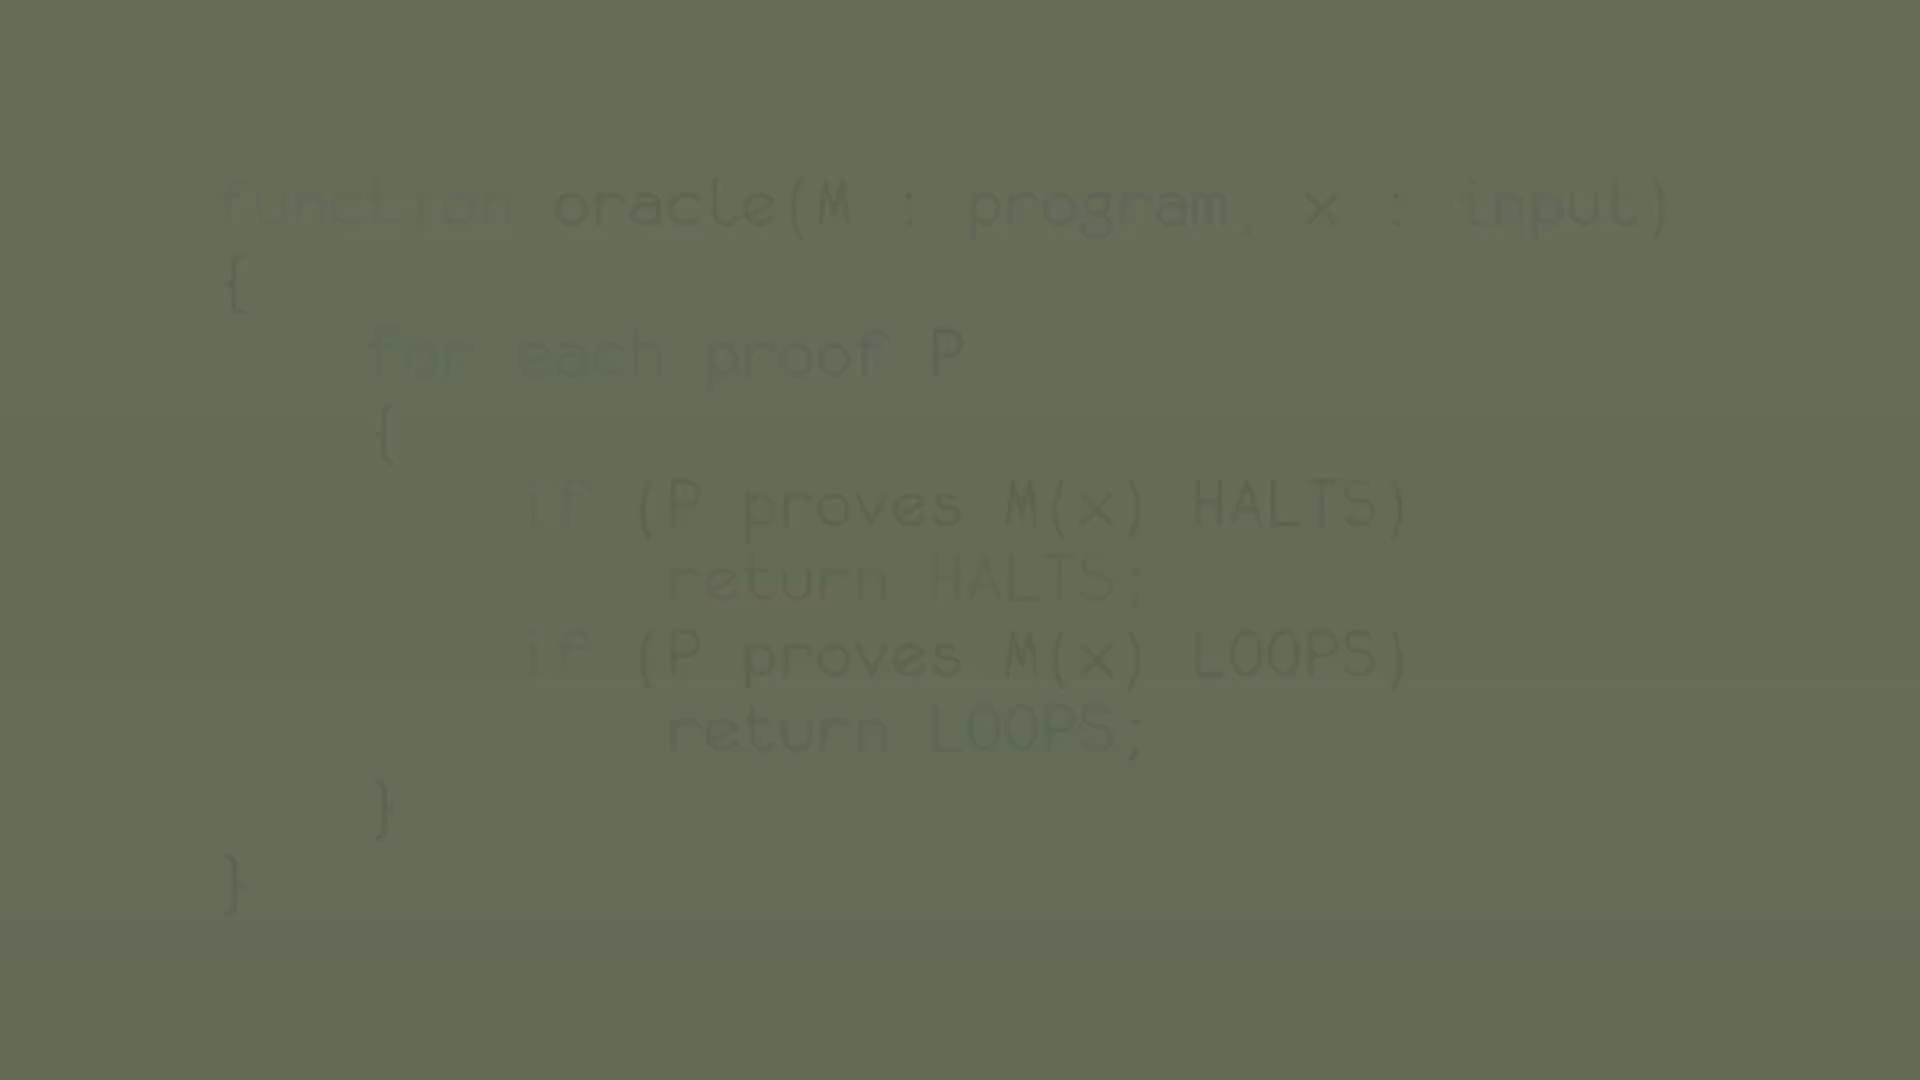 function oracle(M : program, x : input)
{
for each proof P
{
if (P proves M(x) HALTS)
return HALTS;
if (P proves M(x) LOOPS)
return LOOPS;
}
}